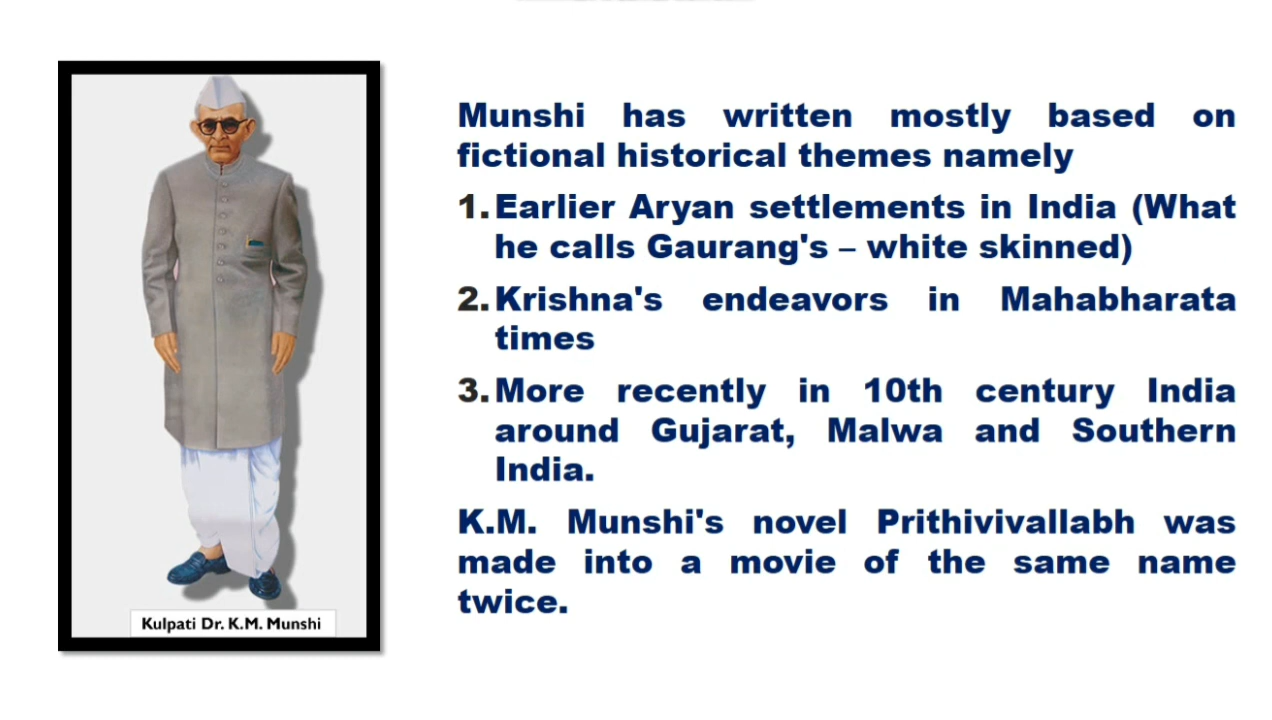 Munshi has written mostly based on
fictional historical themes namely
1. Earlier Aryan settlements in India (What
he calls Gaurang's – white skinned)
2. Krishna's endeavors in Mahabharata
times
3. More recently in 10th century India
around Gujarat, Malwa and Southern
India.
K.M. Munshi's novel Prithivivallabh was
made into a movie of the same name
twice.
Kulpati Dr. K.M. Munshi